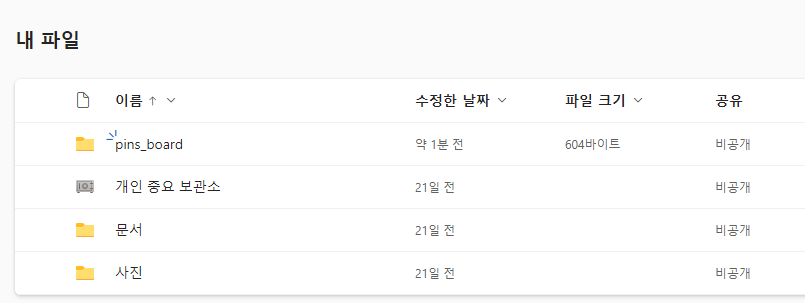 내 파일
이름 ↑ 수정한 날짜 파일 크기 공유
pins_board 약 1분 전 604바이트 비공개
개인 중요 보관소 21일 전 비공개
문서 21일 전 비공개
사진 21일 전 비공개